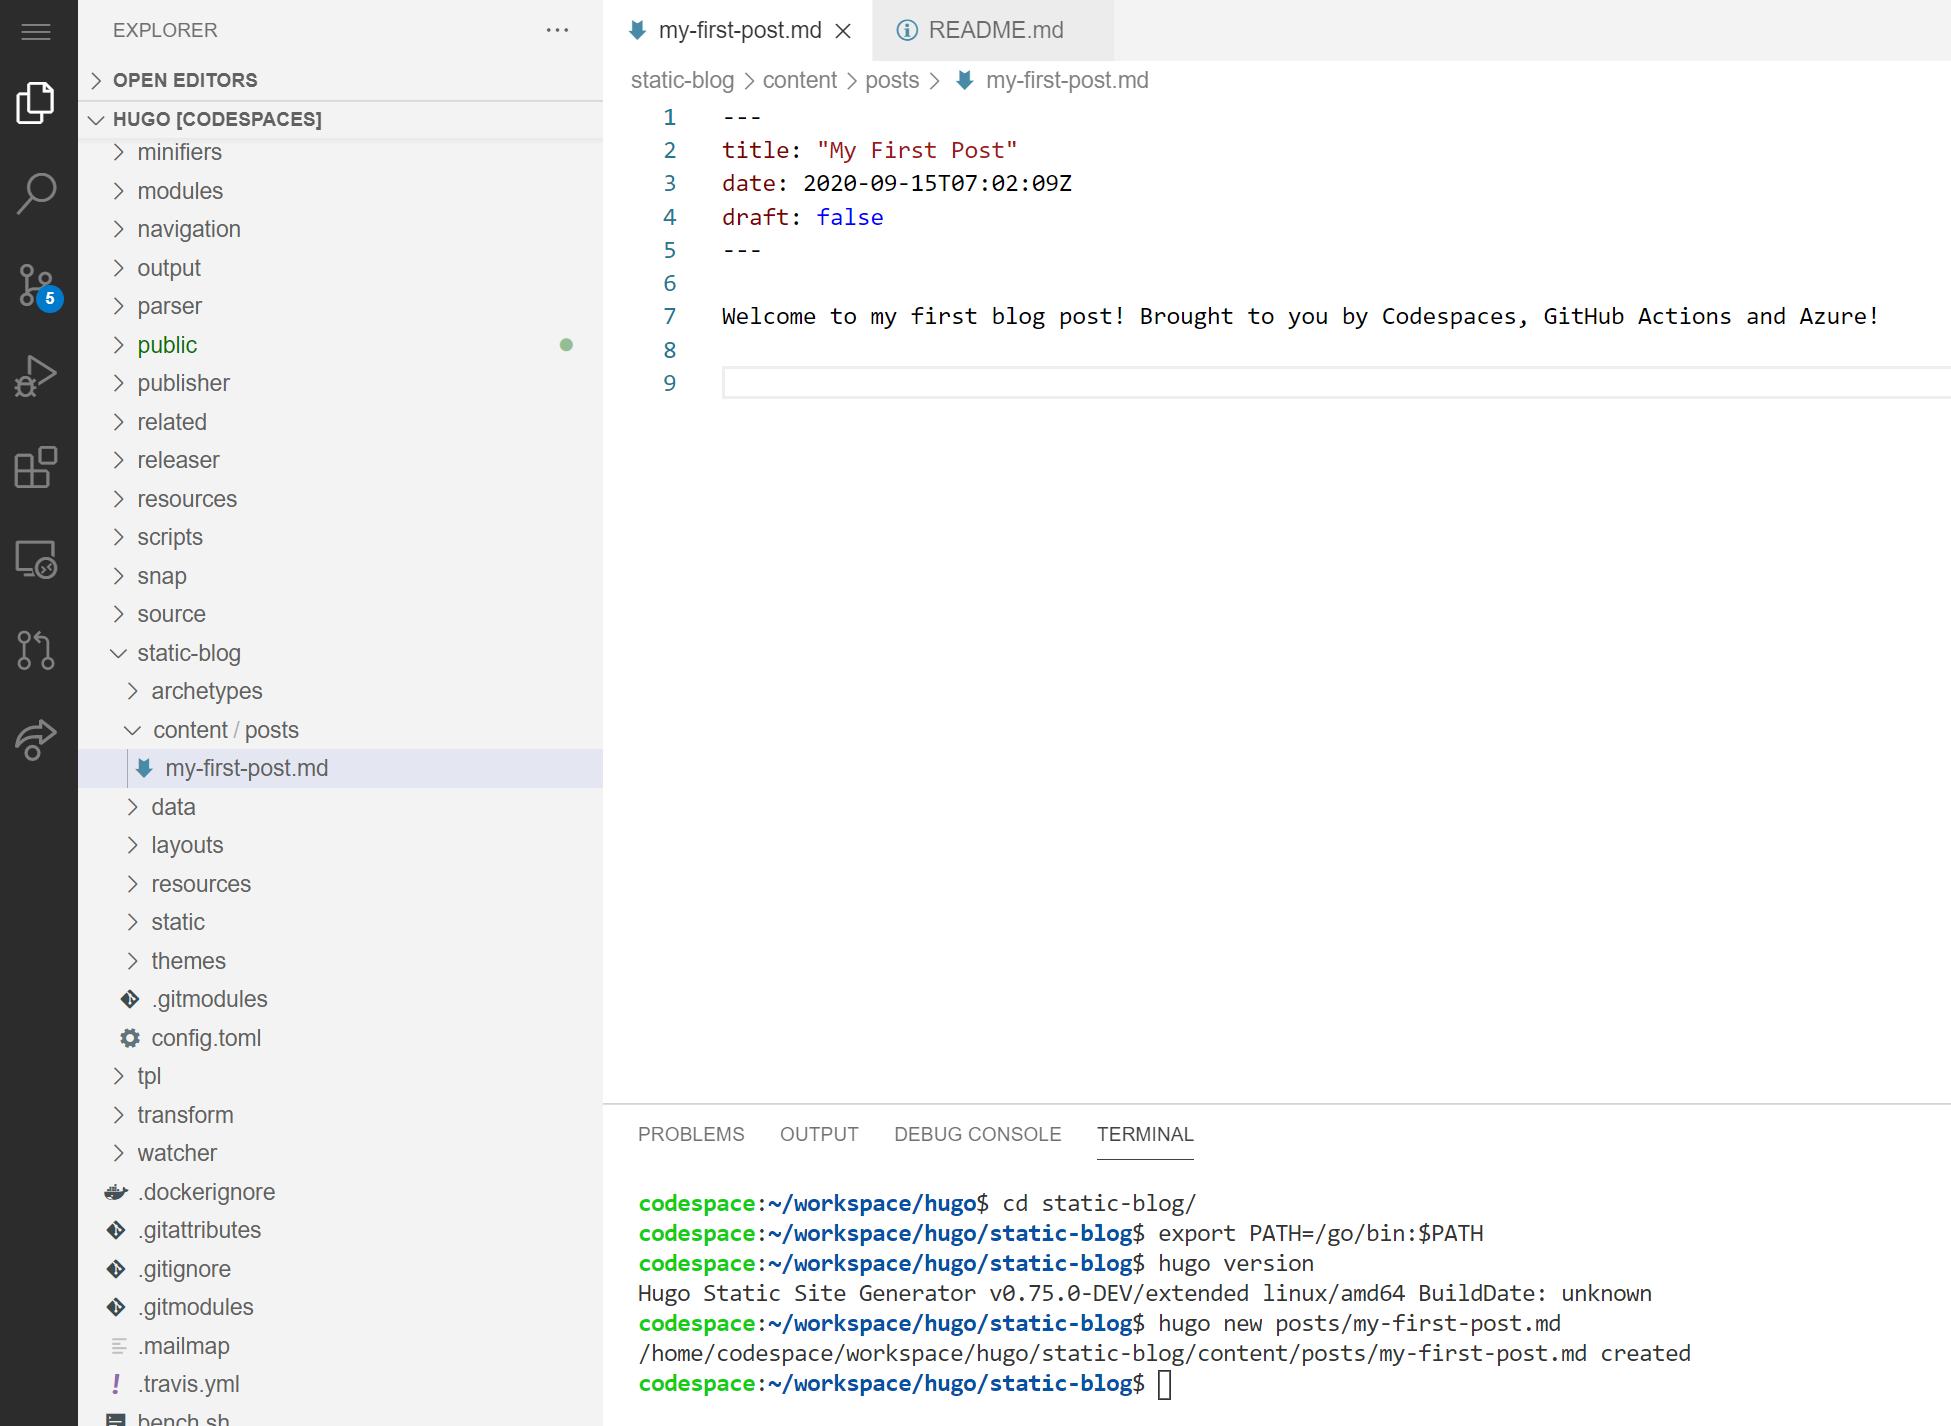 EXPLORER
OPEN EDITORS
HUGO [CODESPACES]
minifiers
modules
navigation
output
parser
public
publisher
related
releaser
resources
scripts
snap
source
static-blog
archetypes
content / posts
my-first-post.md
data
layouts
resources
static
themes
.gitmodules
config.toml
tpl
transform
watcher
.dockerignore
.gitattributes
.gitignore
.gitmodules
.mailmap
.travis.yml
bench.sh
5
my-first-post.md
README.md
static-blog > content > posts > my-first-post.md
1 ---
2 title: "My First Post"
3 date: 2020-09-15T07:02:09Z
4 draft: false
5 ---
6
7 Welcome to my first blog post! Brought to you by Codespaces, GitHub Actions and Azure!
8
9
PROBLEMS OUTPUT DEBUG CONSOLE TERMINAL
codespace:~/workspace/hugo$ cd static-blog/
codespace:~/workspace/hugo/static-blog$ export PATH=/go/bin:$PATH
codespace:~/workspace/hugo/static-blog$ hugo version
Hugo Static Site Generator v0.75.0-DEV/extended linux/amd64 BuildDate: unknown
codespace:~/workspace/hugo/static-blog$ hugo new posts/my-first-post.md
/home/codespace/workspace/hugo/static-blog/content/posts/my-first-post.md created
codespace:~/workspace/hugo/static-blog$